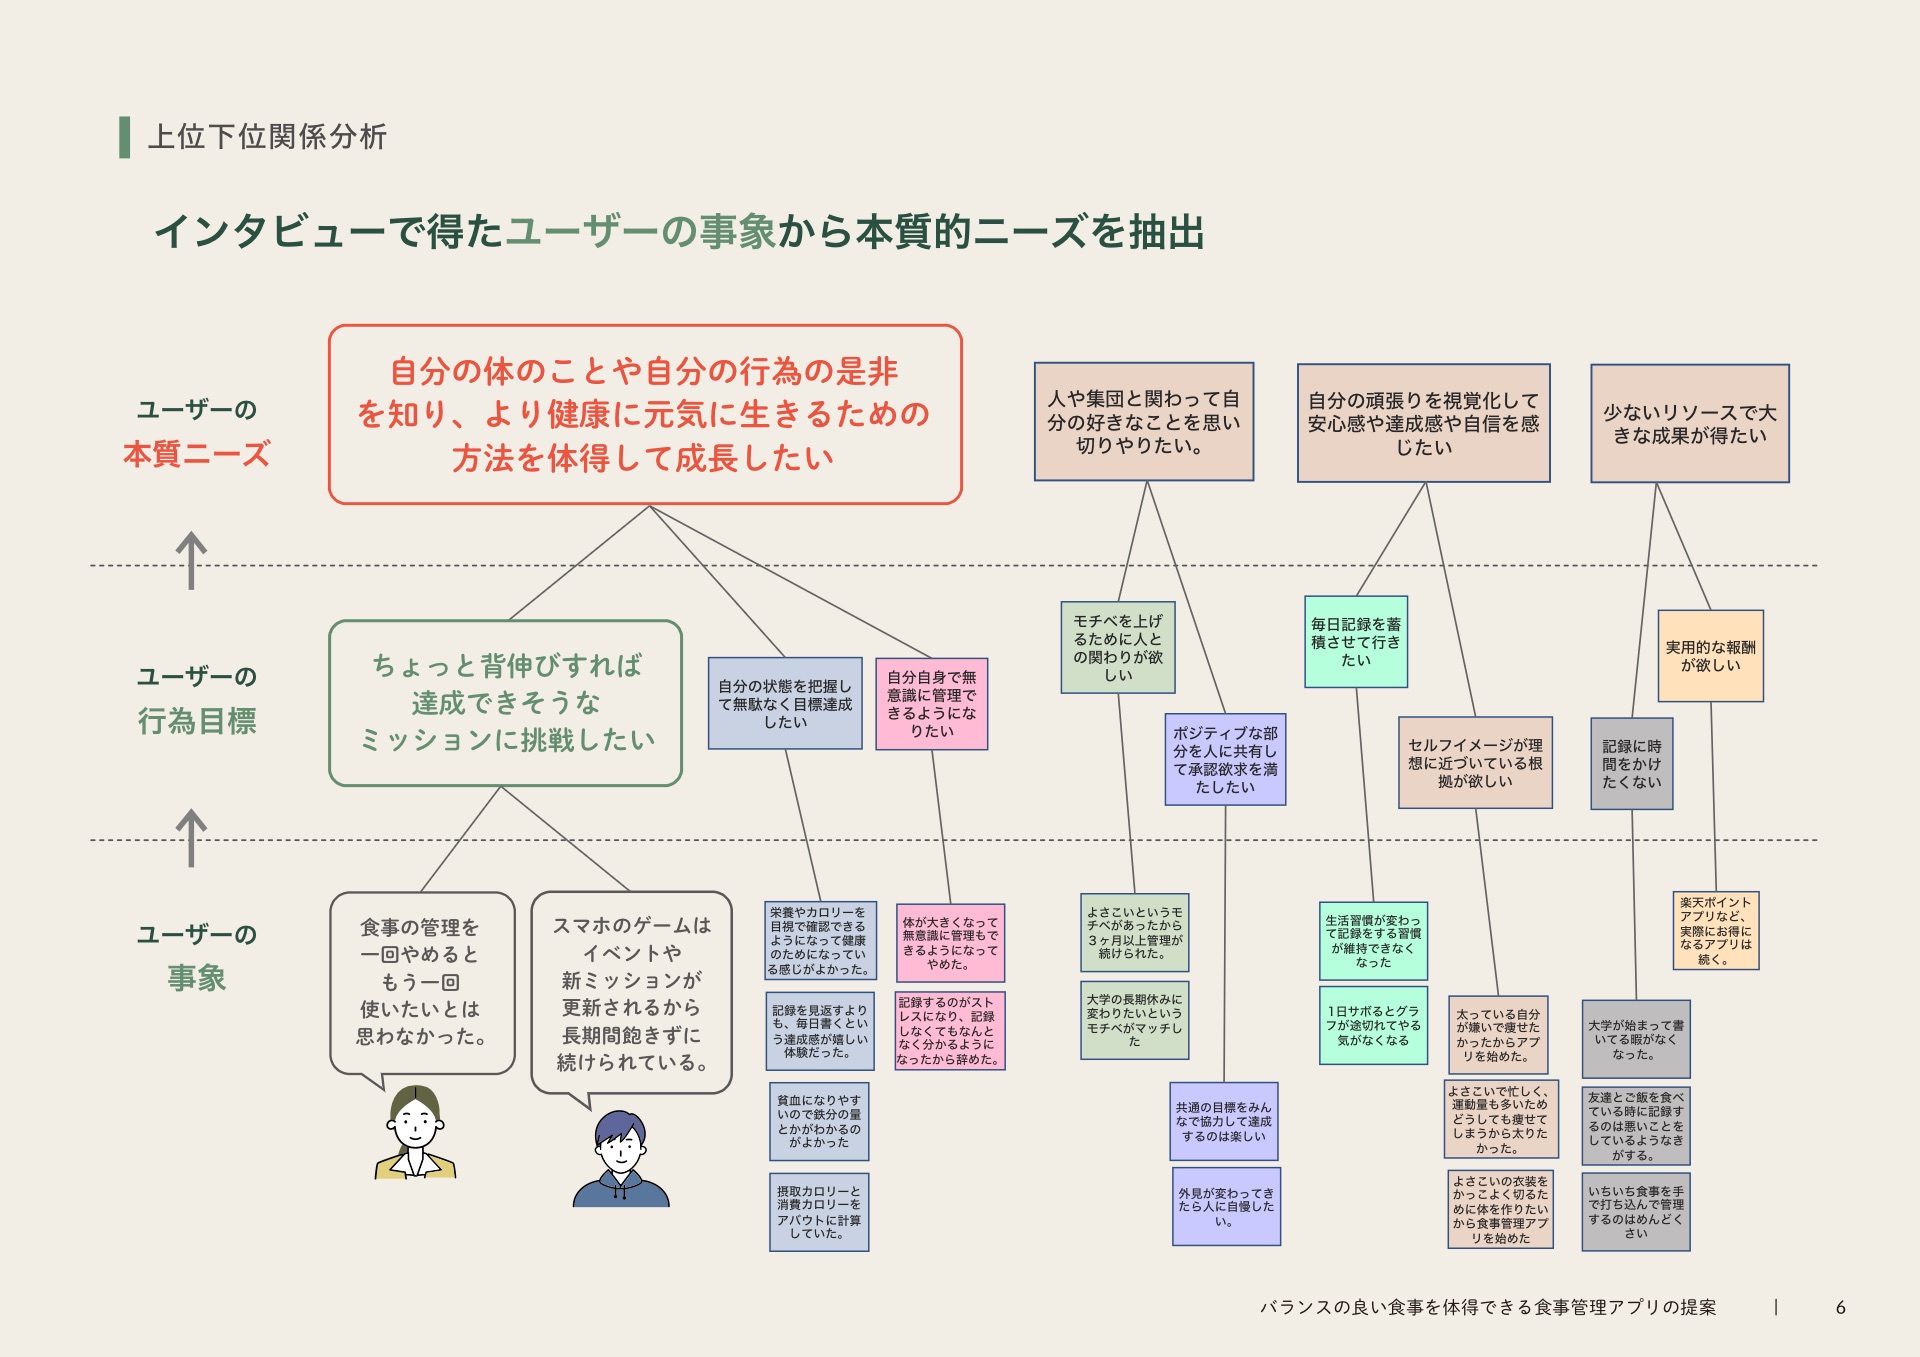 上位下位関係分析
インタビューで得たユーザーの事象から本質的ニーズを抽出
ユーザーの
本質ニーズ
自分の体のことや自分の行為の是非
を知り、より健康に元気に生きるための
方法を体得して成長したい
人や集団と関わって自
分の好きなことを思い
切りやりたい。
自分の頑張りを視覚化して
安心感や達成感や自信を感
じたい
少ないリソースで大
きな成果が得たい
ユーザーの
行為目標
ちょっと背伸びすれば
達成できそうな
ミッションに挑戦したい
自分の状態を把握し
て無駄なく目標達成
したい
自分自身で無
意識に管理で
きるようにな
りたい
モチベを上げ
るために人と
の関わりが欲
しい
ポジティブな部
分を人に共有し
て承認欲求を満
たしたい
毎日記録を蓄
積させて行き
たい
セルフイメージが理
想に近づいている根
拠が欲しい
記録に時
間をかけ
たくない
実用的な報酬
が欲しい
ユーザーの
事象
食事の管理を
一回やめると
もう一回
使いたいとは
思わなかった。
スマホのゲームは
イベントや
新ミッションが
更新されるから
長期間飽きずに
続けられている。
栄養やカロリーを
目視で確認できる
ようになって健康
のためになってい
る感じがよかった。
記録を見返すより
も、毎日書くとい
う達成感が嬉しい
体験だった。
貧血になりやす
いので鉄分の量
とかがわかるの
がよかった
摂取カロリーと
消費カロリーを
アバウトに計算
していた。
体が大きくなって
無意識に管理もで
きるようになって
やめた。
記録するのがスト
レスになり、記録
しなくてもなんと
なく分かるように
なったから辞めた。
よさこいというモ
チベがあったから
３ヶ月以上管理が
続けられた。
大学の長期休みに
変わりたいという
モチベがマッチし
た
共通の目標をみん
なで協力して達成
するのは楽しい
外見が変わってき
たら人に自慢した
い。
生活習慣が変わっ
て記録をする習慣
が維持できなく
なった
1日サボるとグラ
フが途切れてやる
気がなくなる
太っている自分
が嫌いで痩せた
かったからアプ
リを始めた。
よさこいで忙しく、
運動量も多いため
どうしても痩せて
しまうから太りた
かった。
よさこいの衣装を
かっこよく切るた
めに体を作りたい
から食事管理アプ
リを始めた
大学が始まって書
いてる暇がなく
なった。
友達とご飯を食べ
ている時に記録す
るのは悪いことを
しているようなき
がする。
いちいち食事を手
で打ち込んで管理
するのはめんどく
さい
楽天ポイント
アプリなど、
実際にお得に
なるアプリは
続く。
バランスの良い食事を体得できる食事管理アプリの提案 | 6